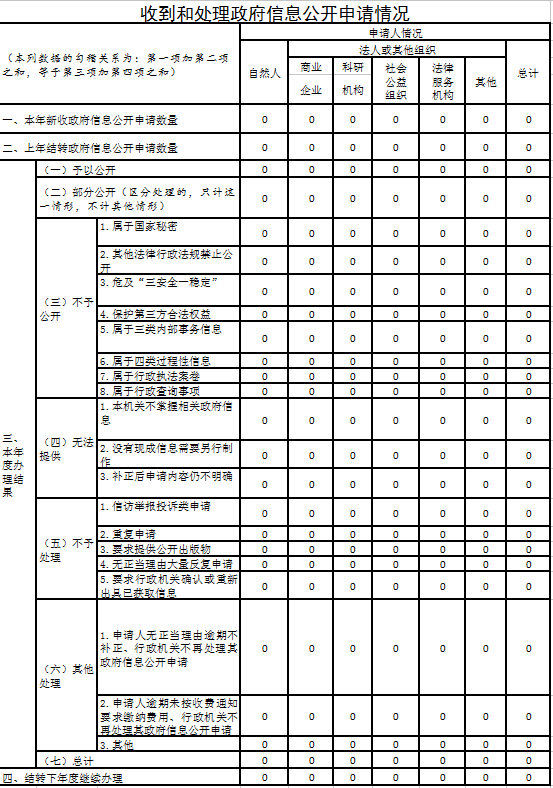 收到和处理政府信息公开申请情况
（本列数据的勾稽关系为：第一项加第二项
之和，等于第三项加第四项之和）
申请人情况
自然人
法人或其他组织
总计
商业
企业
科研
机构
社会
公益
组织
法律
服务
机构
其他
一、本年新收政府信息公开申请数量 0 0 0 0 0 0 0
二、上年结转政府信息公开申请数量 0 0 0 0 0 0 0
三、
本年
度办
理结
果
（一）予以公开 0 0 0 0 0 0 0
（二）部分公开（区分处理的，只计这
一情形，不计其他情形） 0 0 0 0 0 0 0
（三）不予
公开
1.属于国家秘密 0 0 0 0 0 0 0
2.其他法律行政法规禁止公
开 0 0 0 0 0 0 0
3.危及“三安全一稳定” 0 0 0 0 0 0 0
4.保护第三方合法权益 0 0 0 0 0 0 0
5.属于三类内部事务信息 0 0 0 0 0 0 0
6.属于四类过程性信息 0 0 0 0 0 0 0
7.属于行政执法案卷 0 0 0 0 0 0 0
8.属于行政查询事项 0 0 0 0 0 0 0
（四）无法
提供
1.本机关不掌握相关政府信
息 0 0 0 0 0 0 0
2.没有现成信息需要另行制
作 0 0 0 0 0 0 0
3.补正后申请内容仍不明确 0 0 0 0 0 0 0
（五）不予
处理
1.信访举报投诉类申请 0 0 0 0 0 0 0
2.重复申请 0 0 0 0 0 0 0
3.要求提供公开出版物 0 0 0 0 0 0 0
4.无正当理由大量反复申请 0 0 0 0 0 0 0
5.要求行政机关确认或重新
出具已获取信息 0 0 0 0 0 0 0
（六）其他
处理
1.申请人无正当理由逾期不
补正、行政机关不再处理其
政府信息公开申请 0 0 0 0 0 0 0
2.申请人逾期未按收费通知
要求缴纳费用、行政机关不
再处理其政府信息公开申请 0 0 0 0 0 0 0
3.其他 0 0 0 0 0 0 0
（七）总计 0 0 0 0 0 0 0
四、结转下年度继续办理 0 0 0 0 0 0 0